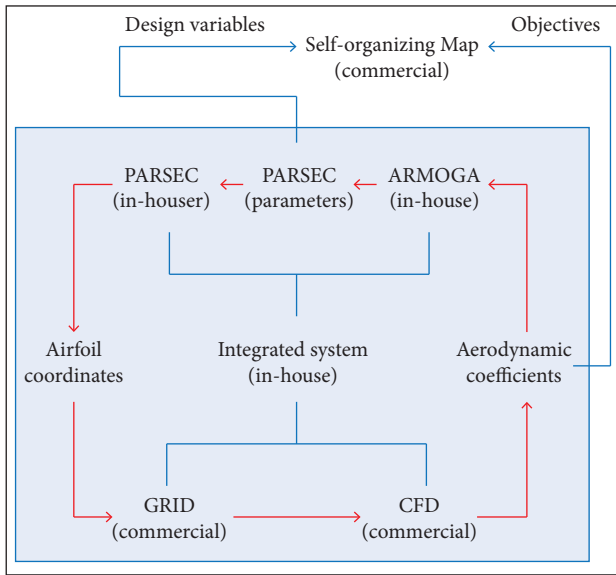 Design variables
Objectives
Self-organizing Map
(commercial)
PARSEC
(in-houser)
PARSEC
(parameters)
ARMOGA
(in-house)
Airfoil
coordinates
Integrated system
(in-house)
Aerodynamic
coefficients
GRID
(commercial)
CFD
(commercial)